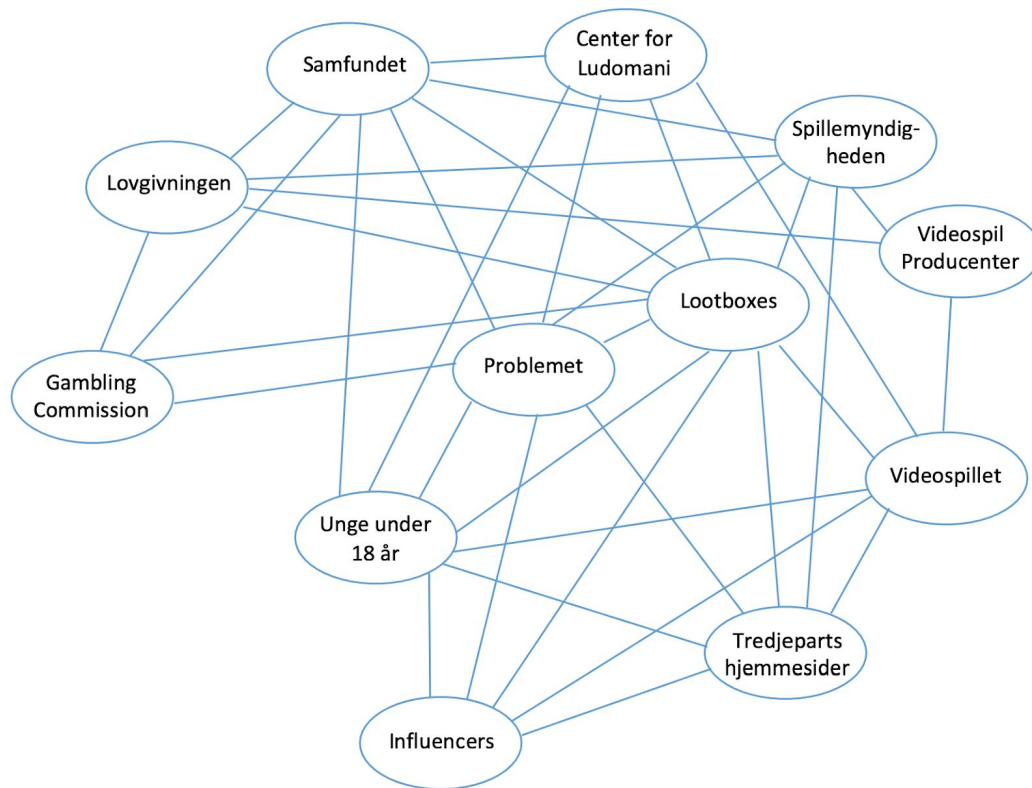 Samfundet
Center for
Ludomani
Spillemyndig-
heden
Lovgivningen
Videospil
Producenter
Lootboxes
Problemet
Gambling
Commission
Videospillet
Unge under
18 år
Tredjeparts
hjemmesider
Influencers